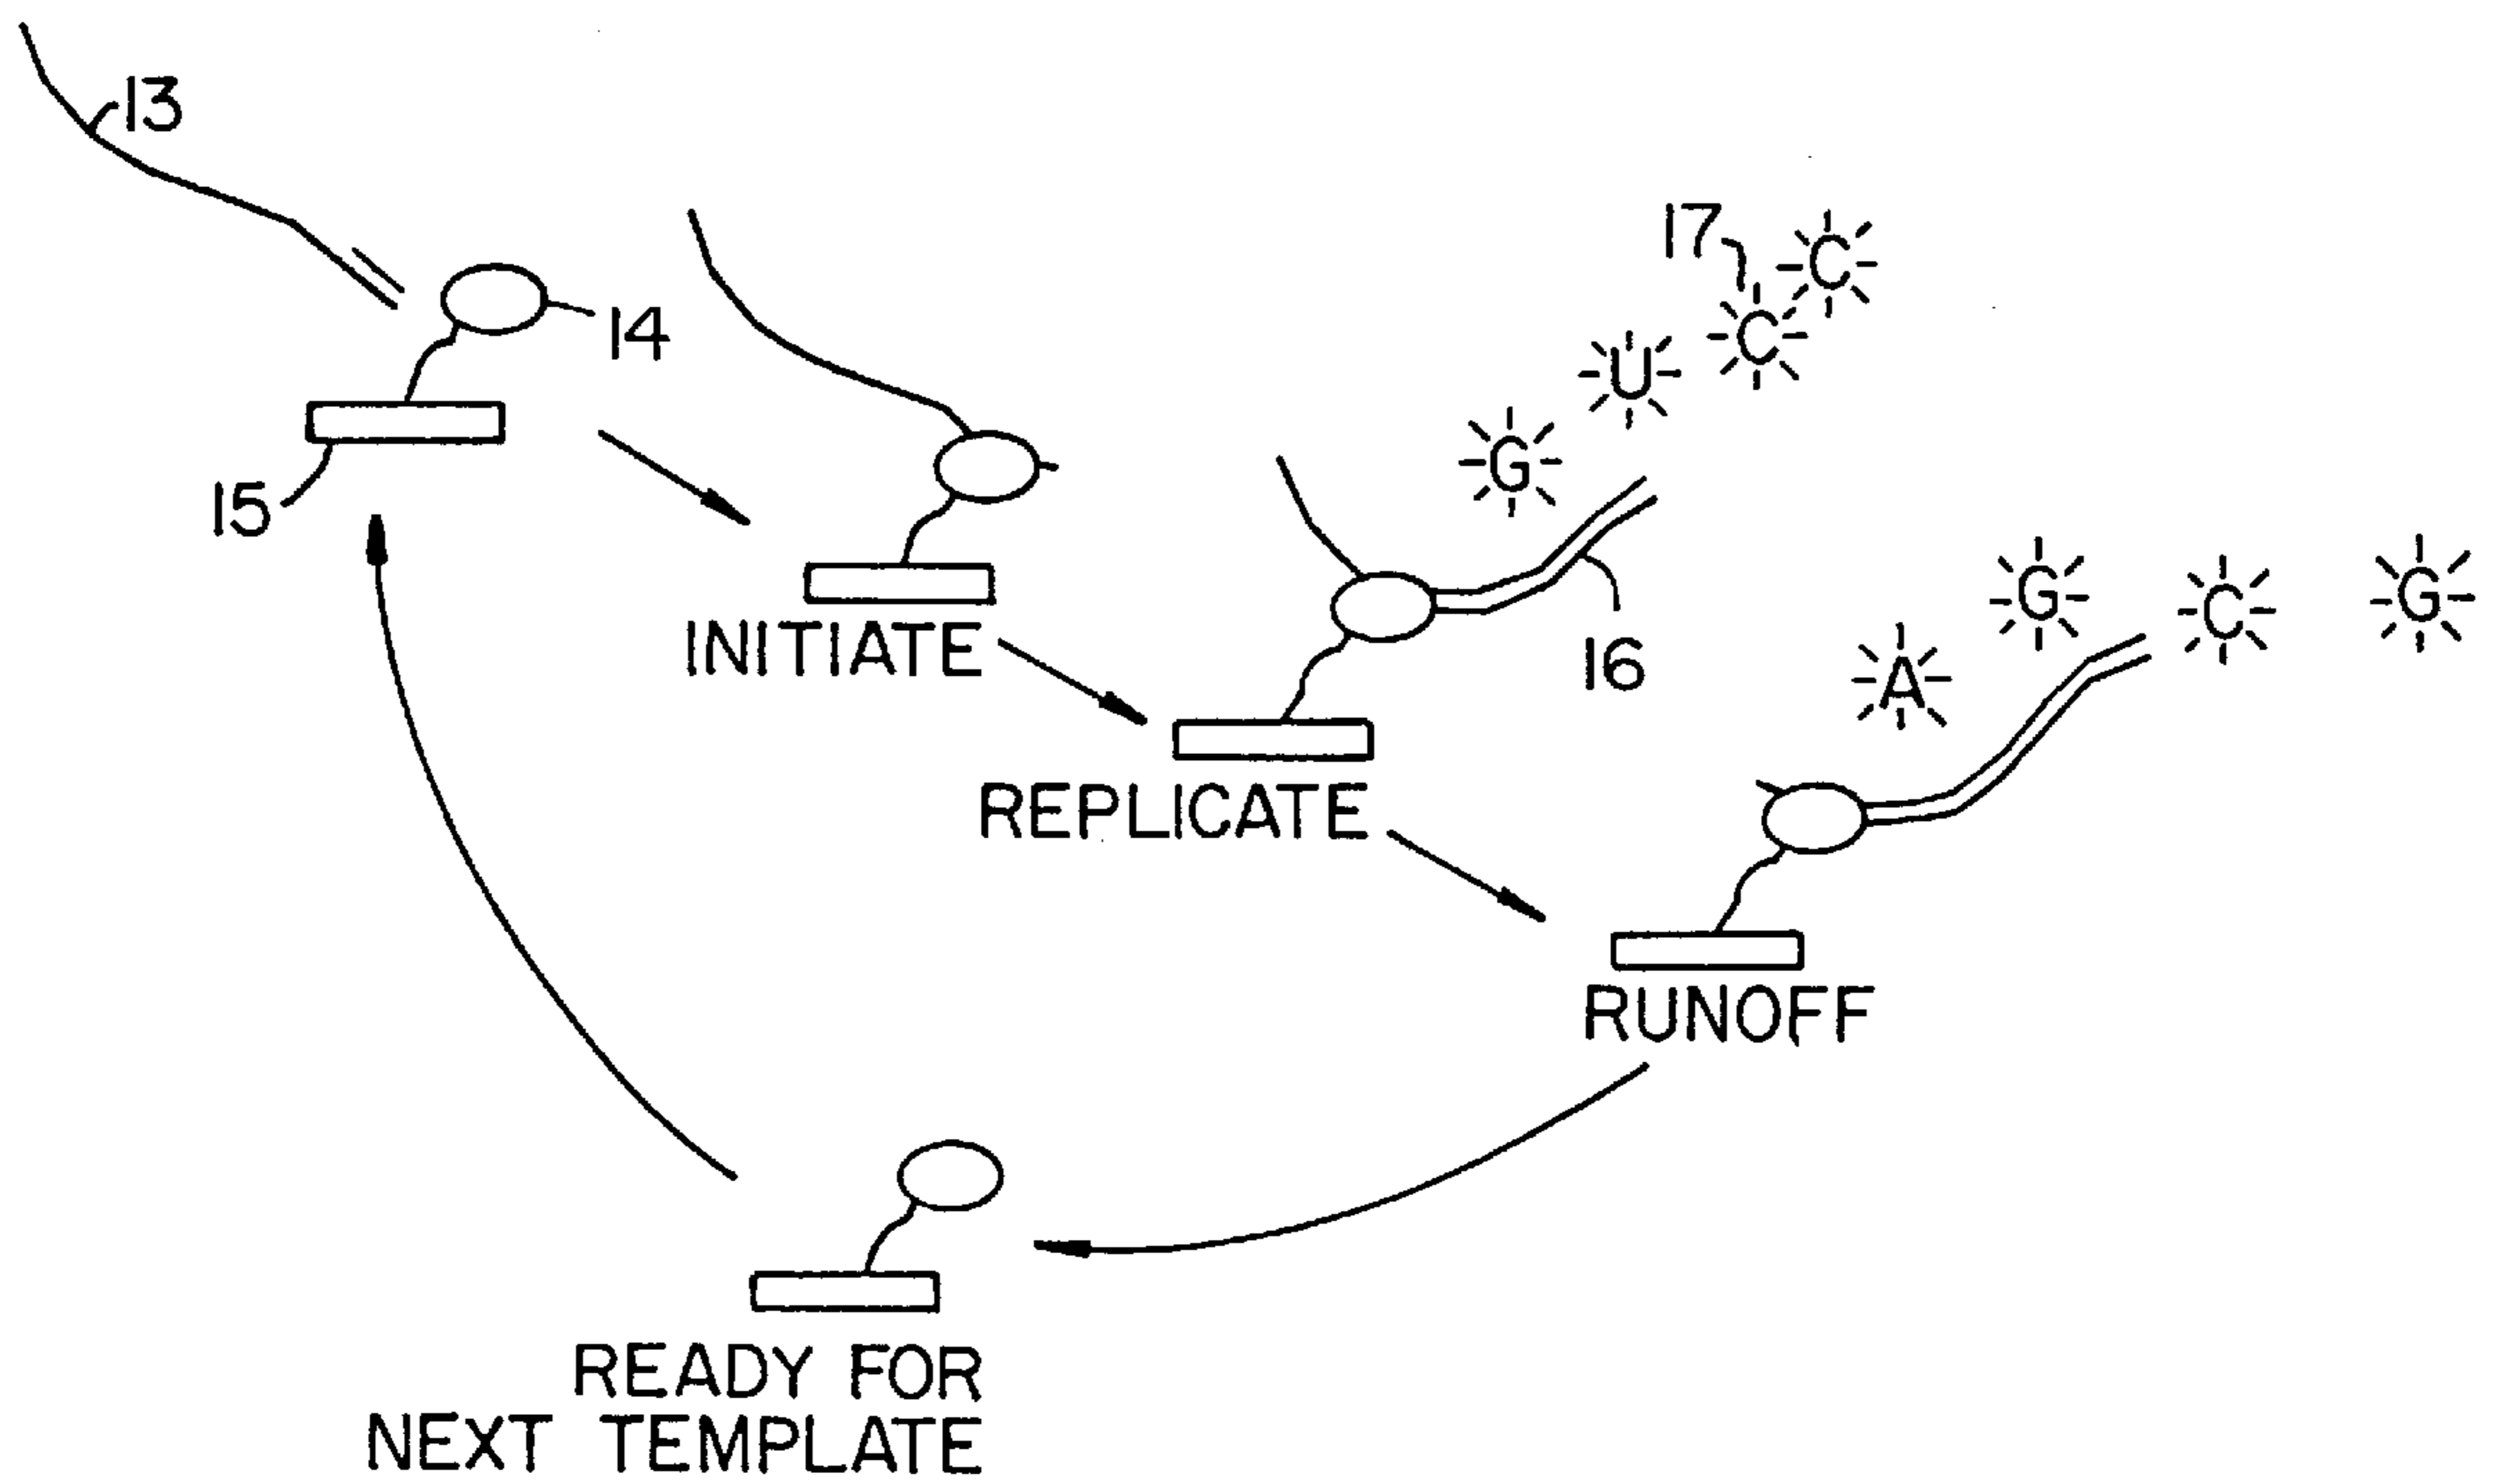 13
14
15
INITIATE
17
C
C
U
G
16
REPLICATE
G
C
G
A
RUNOFF
READY FOR
NEXT TEMPLATE